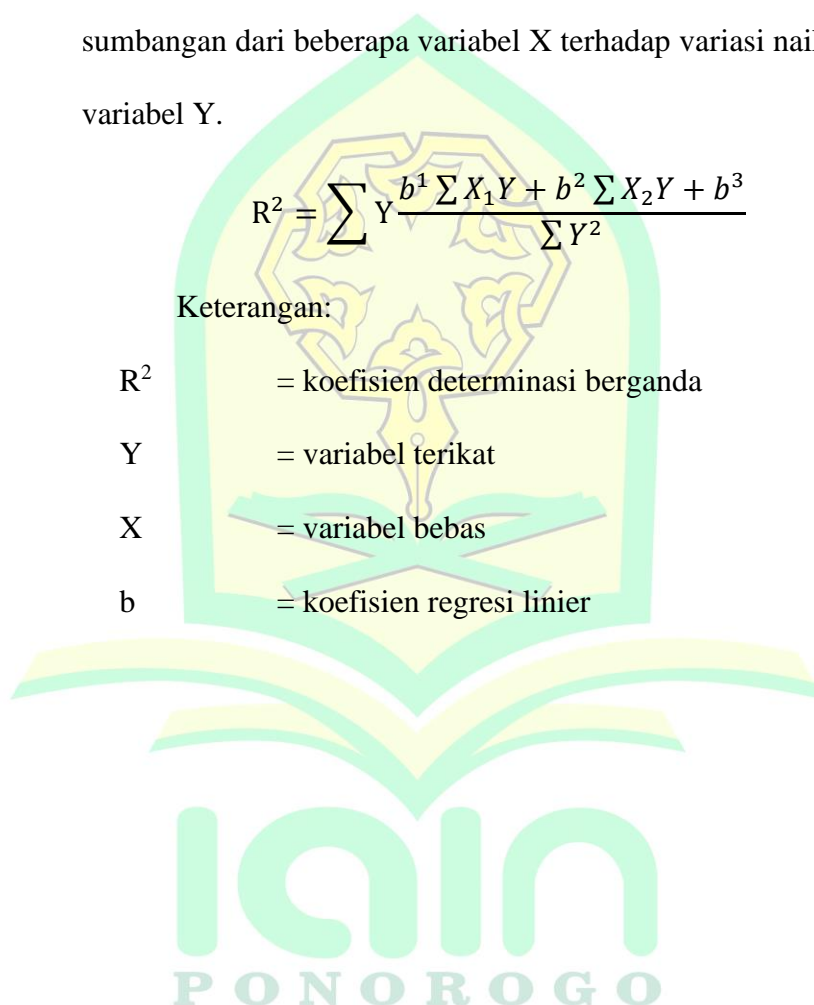 sumbangan dari beberapa variabel X terhadap variasi
variabel Y.
R² = ∑ Y (b¹ ∑ X₁Y + b² ∑ X₂Y + b³) / ∑ Y²
Keterangan:
R² = koefisien determinasi berganda
Y = variabel terikat
X = variabel bebas
b = koefisien regresi linier
iain
PONOROGO